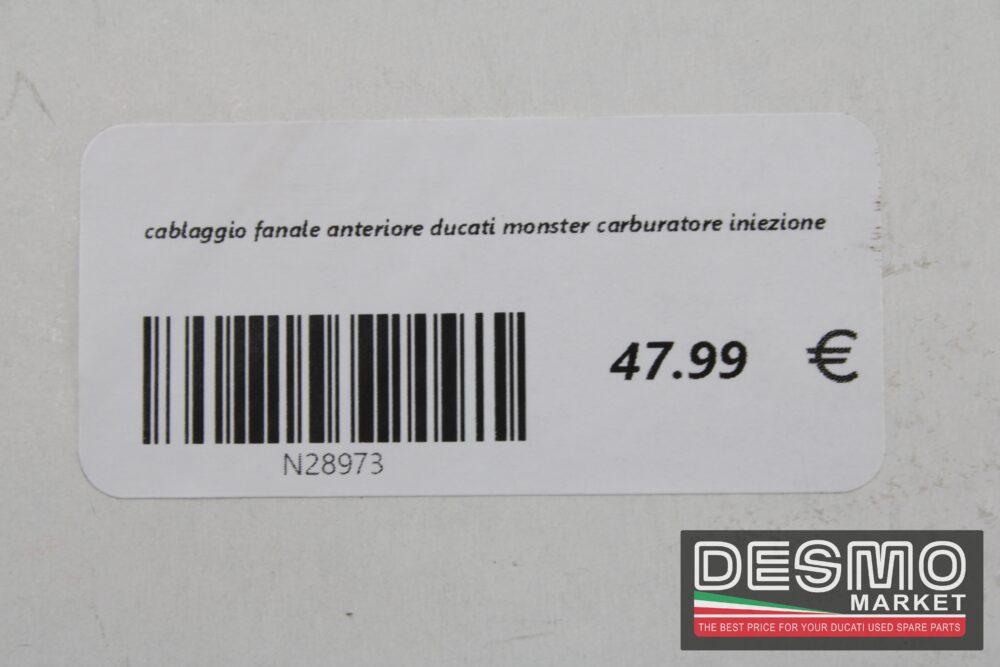 cablaggio fanale anteriore ducati monster carburatore iniezione
47.99 €
N28973
DESMO
MARKET
THE BEST PRICE FOR YOUR DUCATI USED SPARE PARTS